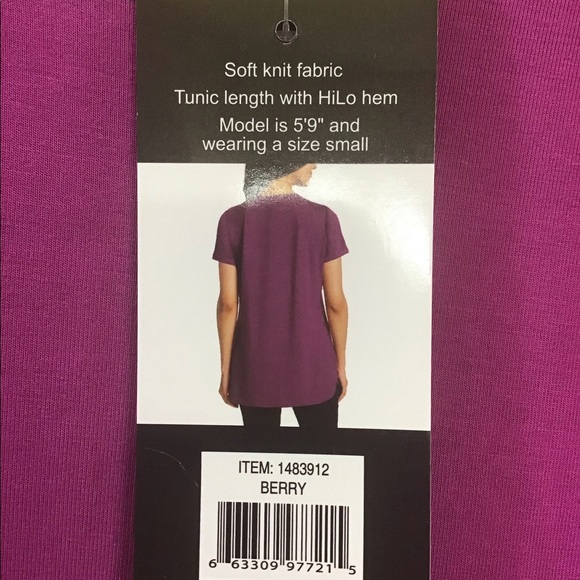 Soft knit fabric
Tunic length with HiLo hem
Model is 5'9" and
wearing a size small
ITEM: 1483912
BERRY
6 63309 97721 5